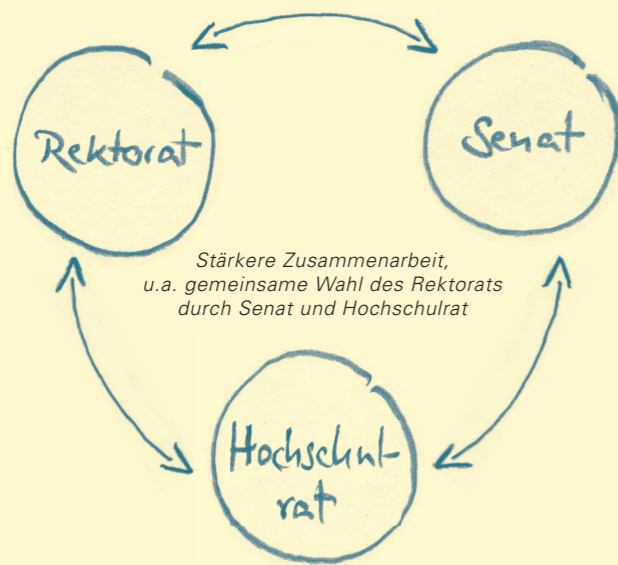 Rektorat
Senat
Stärkere Zusammenarbeit,
u.a. gemeinsame Wahl des Rektorats
durch Senat und Hochschulrat
Hochschul-
rat